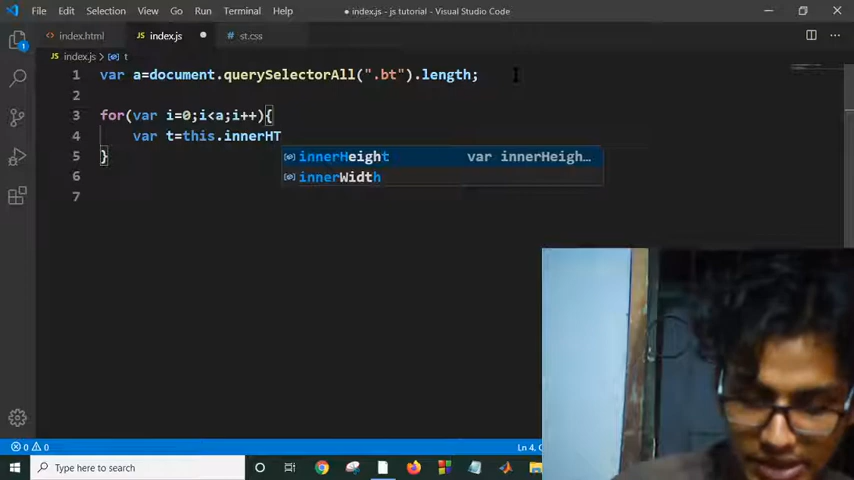 File Edit Selection View Go Run Terminal Help
● index.js - js tutorial - Visual Studio Code
index.html
JS index.js ●
st.css
JS index.js > t
1 var a=document.querySelectorAll(".bt").length;
2
3 for(var i=0;i<a;i++){
4 var t=this.innerHT
5 }
innerHeight var innerHeigh…
innerWidth
6
7
1
0 0
Ln 4,
Type here to search